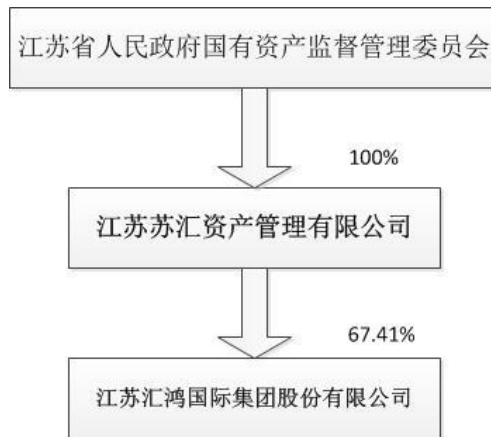 江苏省人民政府国有资产监督管理委员会
100%
江苏苏汇资产管理有限公司
67.41%
江苏汇鸿国际集团股份有限公司